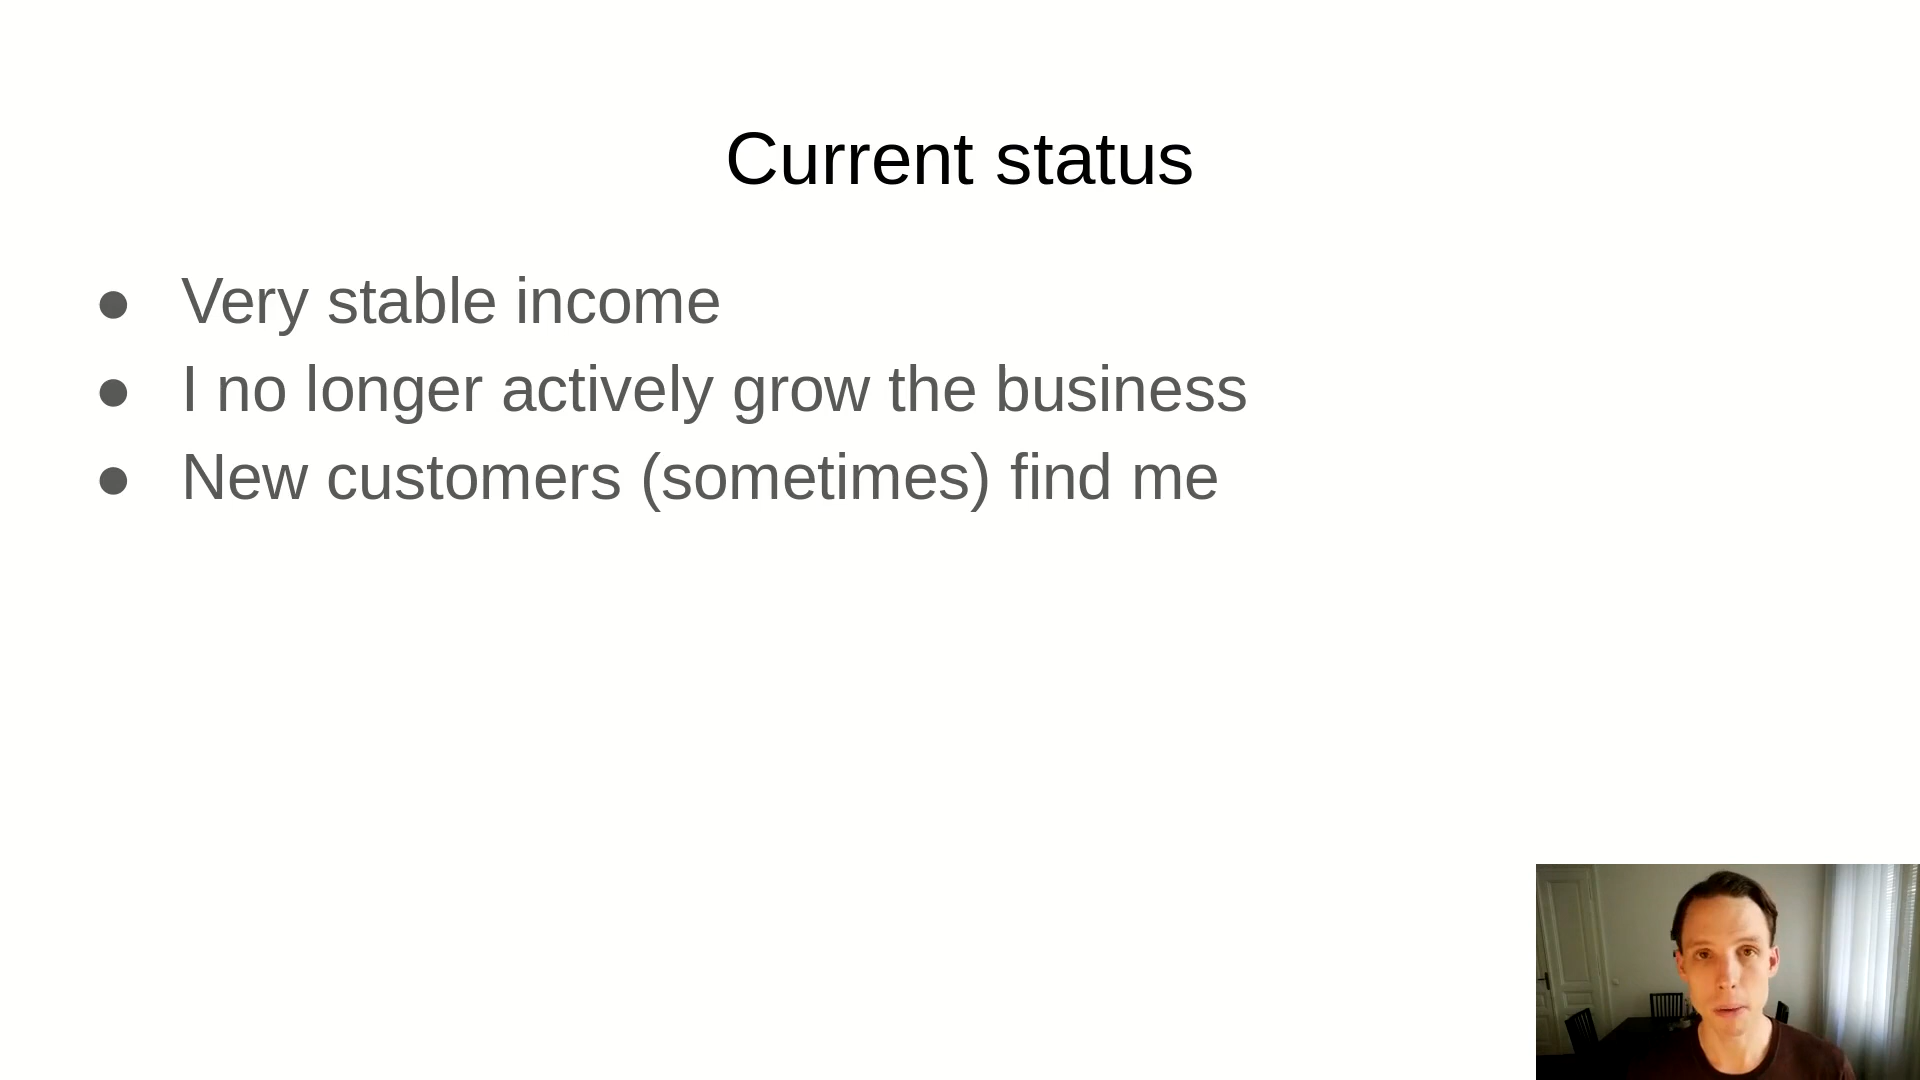 Current status
● Very stable income
● I no longer actively grow the business
● New customers (sometimes) find me